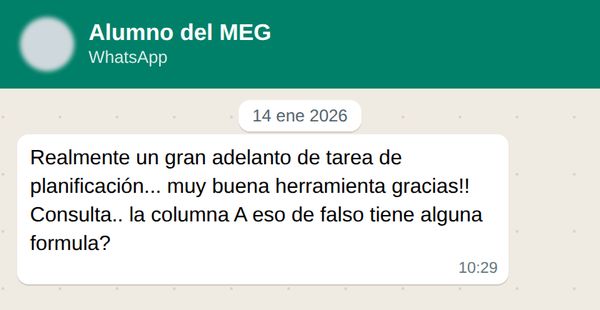 Alumno del MEG
WhatsApp
14 ene 2026
Realmente un gran adelanto de tarea de
planificación... muy buena herramienta gracias!!
Consulta.. la columna A eso de falso tiene alguna
formula?
10:29